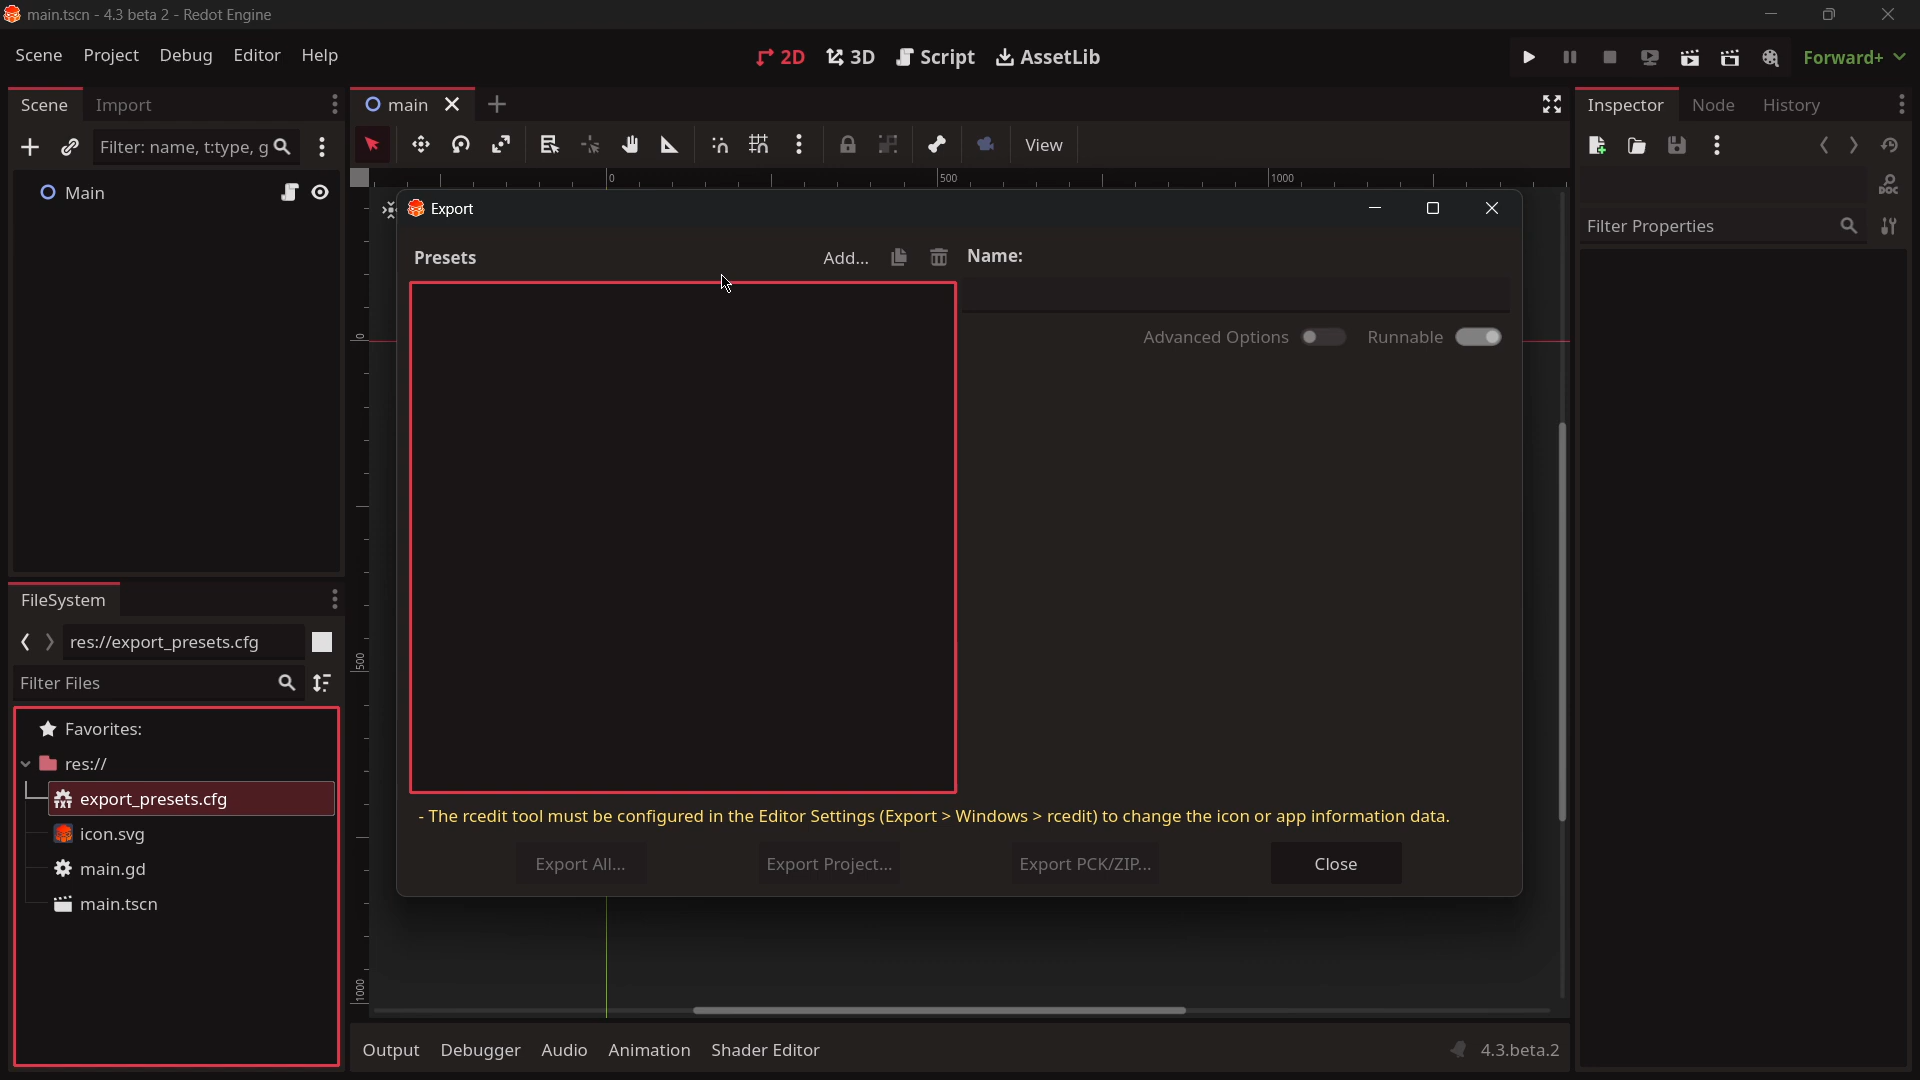 main.tscn - 4.3 beta 2 - Redot Engine
Scene Project Debug Editor Help
2D 3D Script AssetLib
Forward+
Scene Import
main
Inspector Node History
Filter: name, t:type, g
View
0 500 1000
Main
Filter Properties
Export
Presets
Add...
Name:
Advanced Options
Runnable
0
500
1000
FileSystem
res://export_presets.cfg
Filter Files
Favorites:
res://
export_presets.cfg
icon.svg
main.gd
main.tscn
- The rcedit tool must be configured in the Editor Settings (Export > Windows > rcedit) to change the icon or app information data.
Export All... Export Project... Export PCK/ZIP... Close
Output Debugger Audio Animation Shader Editor
4.3.beta.2